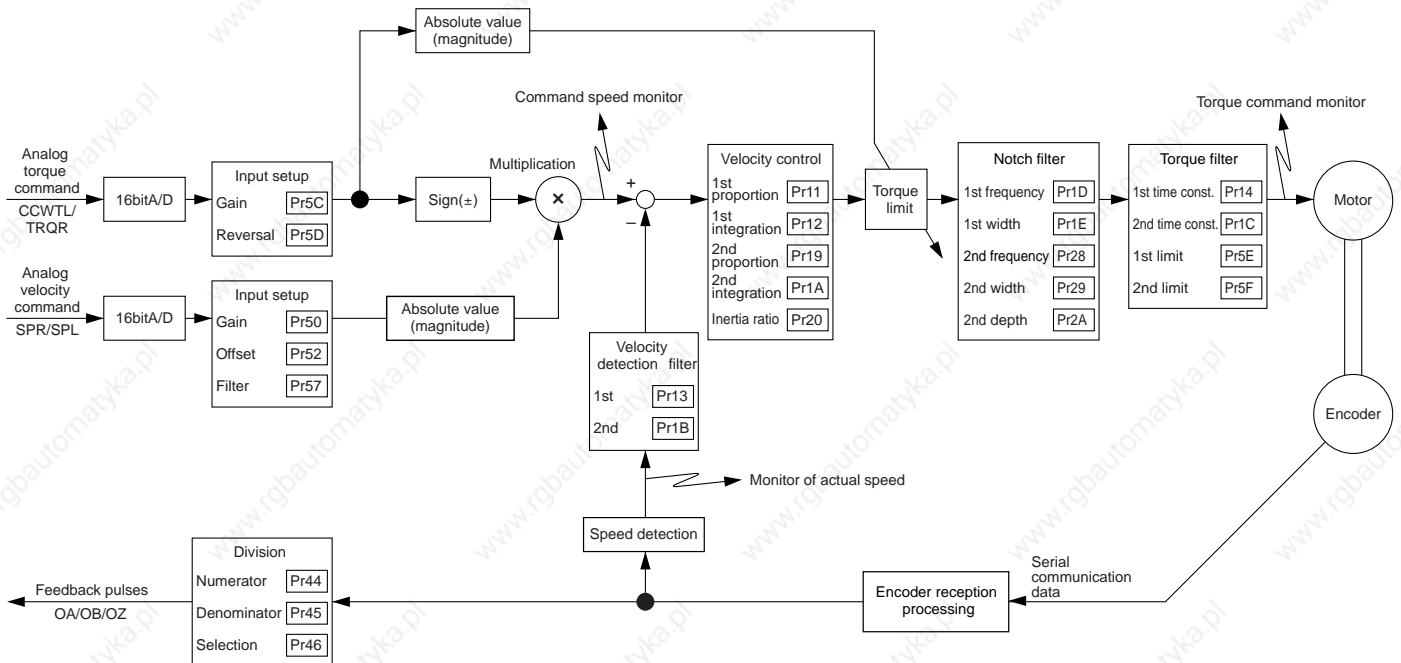 Absolute value
(magnitude)
Command speed monitor
Torque command monitor
Analog
torque
command
CCWTL/
TRQR
16bitA/D
Input setup
Gain Pr5C
Reversal Pr5D
Sign(±)
Multiplication
×
+
−
Velocity control
1st
proportion Pr11
1st
integration Pr12
2nd
proportion Pr19
2nd
integration Pr1A
Inertia ratio Pr20
Torque
limit
Notch filter
1st frequency Pr1D
1st width Pr1E
2nd frequency Pr28
2nd width Pr29
2nd depth Pr2A
Torque filter
1st time const. Pr14
2nd time const. Pr1C
1st limit Pr5E
2nd limit Pr5F
Motor
Analog
velocity
command
SPR/SPL
16bitA/D
Input setup
Gain Pr50
Offset Pr52
Filter Pr57
Absolute value
(magnitude)
Velocity
detection filter
1st Pr13
2nd Pr1B
Encoder
Monitor of actual speed
Speed detection
Feedback pulses
OA/OB/OZ
Division
Numerator Pr44
Denominator Pr45
Selection Pr46
Encoder reception
processing
Serial
communication
data
www.rgbautomatyka.pl